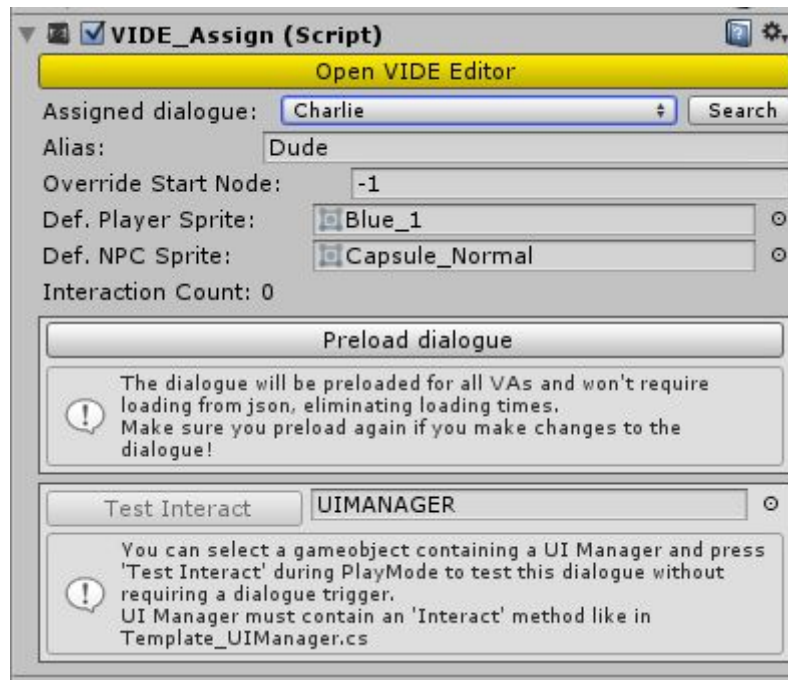 VIDE_Assign (Script)
Open VIDE Editor
Assigned dialogue: Charlie Search
Alias: Dude
Override Start Node: -1
Def. Player Sprite: Blue_1
Def. NPC Sprite: Capsule_Normal
Interaction Count: 0
Preload dialogue
The dialogue will be preloaded for all VAs and won't require
loading from json, eliminating loading times.
Make sure you preload again if you make changes to the
dialogue!
Test Interact UIMANAGER
You can select a gameobject containing a UI Manager and press
'Test Interact' during PlayMode to test this dialogue without
requiring a dialogue trigger.
UI Manager must contain an 'Interact' method like in
Template_UIManager.cs